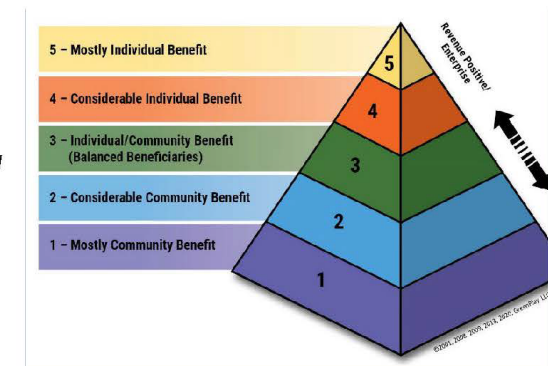 5 – Mostly Individual Benefit
4 – Considerable Individual Benefit
3 – Individual/Community Benefit
(Balanced Beneficiaries)
2 – Considerable Community Benefit
1 – Mostly Community Benefit
5
4
3
2
1
Revenue Positive/
Enterprise
©2001, 2008, 2009, 2013, 2020, GreenPlay LLC